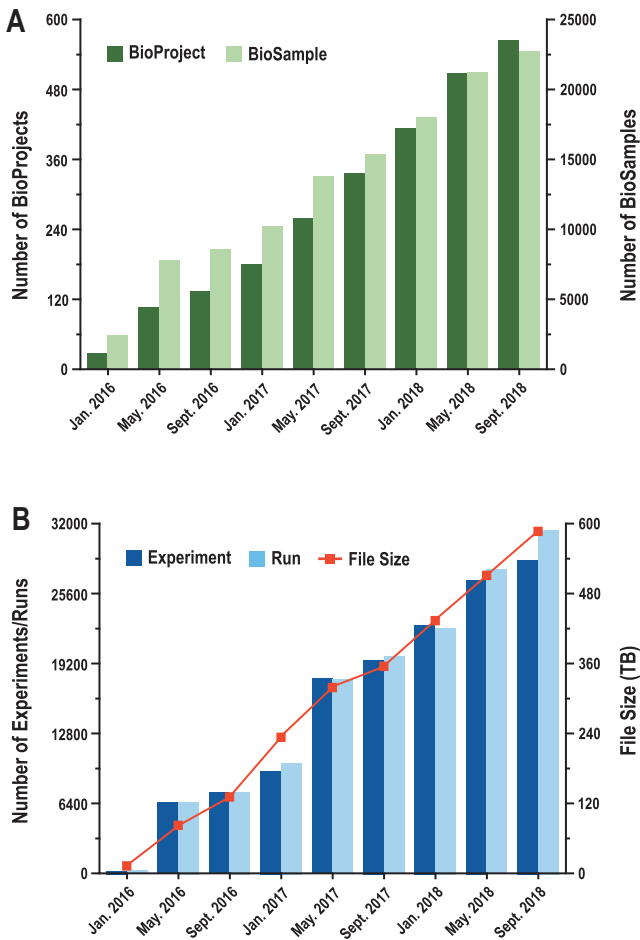 A
BioProject
BioSample
Number of BioProjects
600
480
360
240
120
0
Number of BioSamples
25000
20000
15000
10000
5000
0
Jan. 2016
May. 2016
Sept. 2016
Jan. 2017
May. 2017
Sept. 2017
Jan. 2018
May. 2018
Sept. 2018
B
Experiment
Run
File Size
Number of Experiments/Runs
32000
25600
19200
12800
6400
0
File Size (TB)
600
480
360
240
120
0
Jan. 2016
May. 2016
Sept. 2016
Jan. 2017
May. 2017
Sept. 2017
Jan. 2018
May. 2018
Sept. 2018